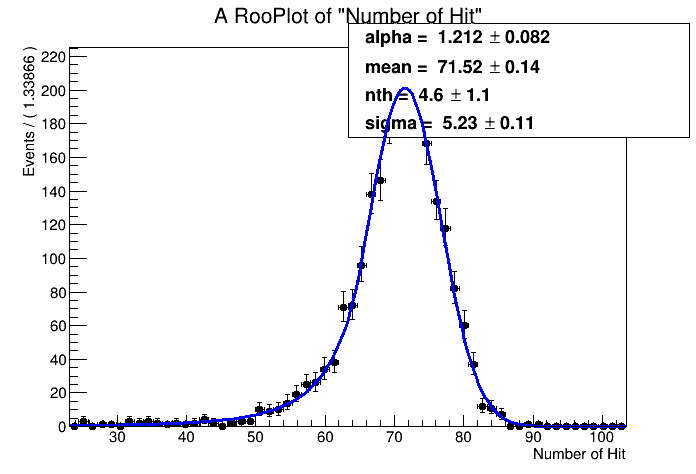 A RooPlot of "Number of Hit"
alpha = 1.212 ± 0.082
mean = 71.52 ± 0.14
nth = 4.6 ± 1.1
sigma = 5.23 ± 0.11
Events / ( 1.33866 )
220
200
180
160
140
120
100
80
60
40
20
0
30 40 50 60 70 80 90 100
Number of Hit